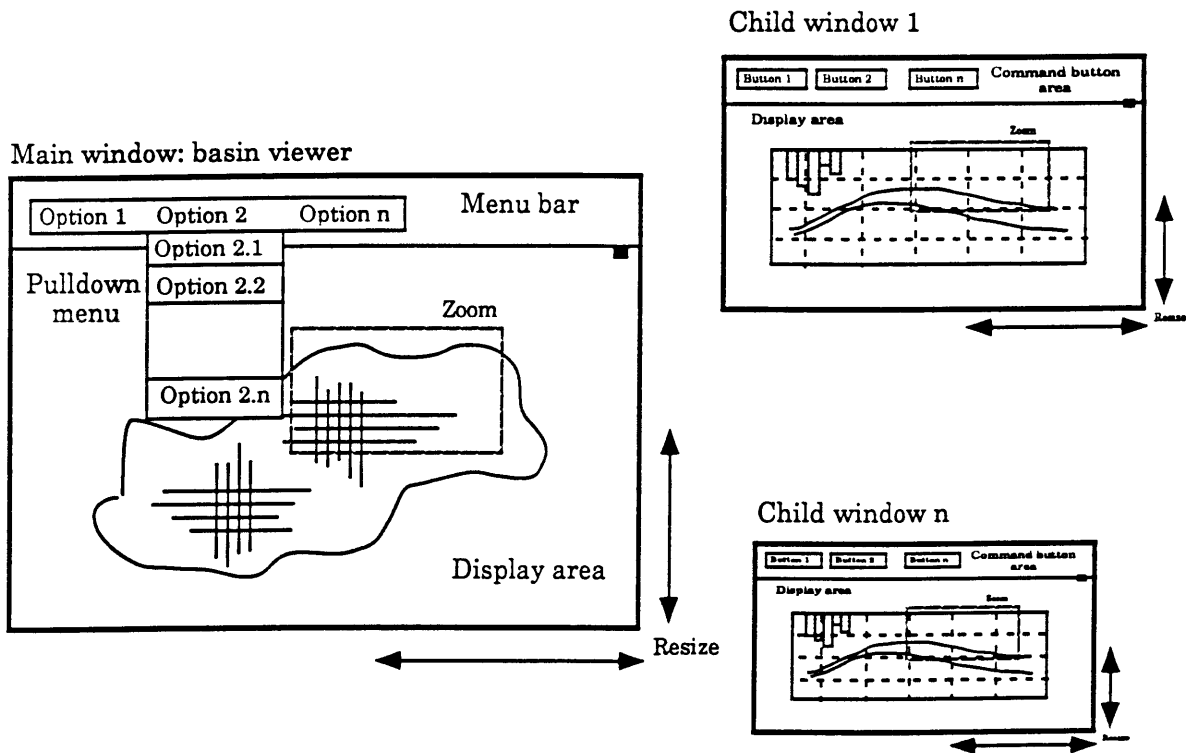 Main window: basin viewer
Option 1 Option 2 Option n
Menu bar
Option 2.1
Pulldown menu
Option 2.2
Option 2.n
Zoom
Display area
Resize
Child window 1
Button 1 Button 2 Button n
Command button area
Display area
Zoom
Resize
Child window n
Button 1 Button 2 Button n
Command button area
Display area
Zoom
Resize